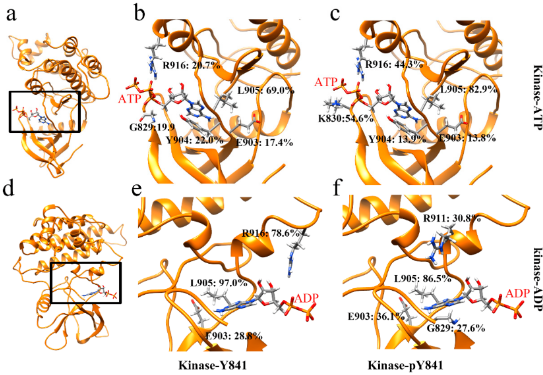 a
b
c
R916: 20.7%
L905: 69.0%
ATP
G829:19.9
Y904: 22.0%
E903: 17.4%
R916: 44.3%
L905: 82.9%
ATP
K830:54.6%
Y904: 13.9%
E903: 13.8%
Kinase-ATP
d
e
f
R916: 78.6%
L905: 97.0%
ADP
E903: 28.8%
R911: 30.8%
L905: 86.5%
ADP
E903: 36.1%
G829: 27.6%
Kinase-ADP
Kinase-Y841
Kinase-pY841